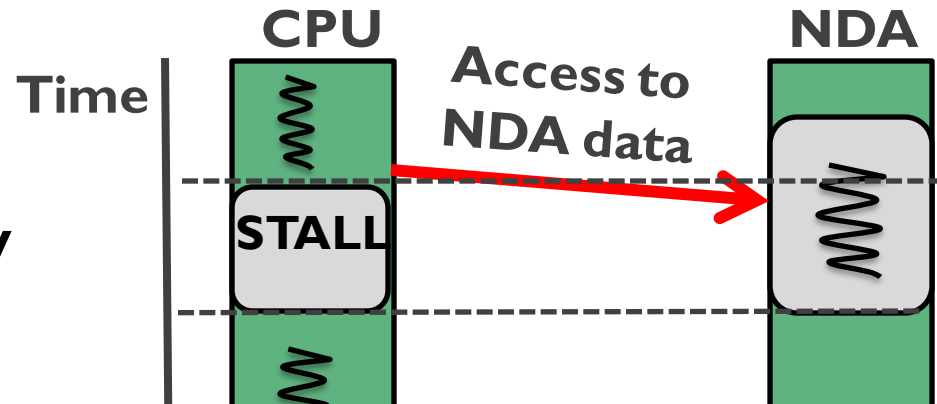 CPU
NDA
Time
Access to
NDA data
STALL
y